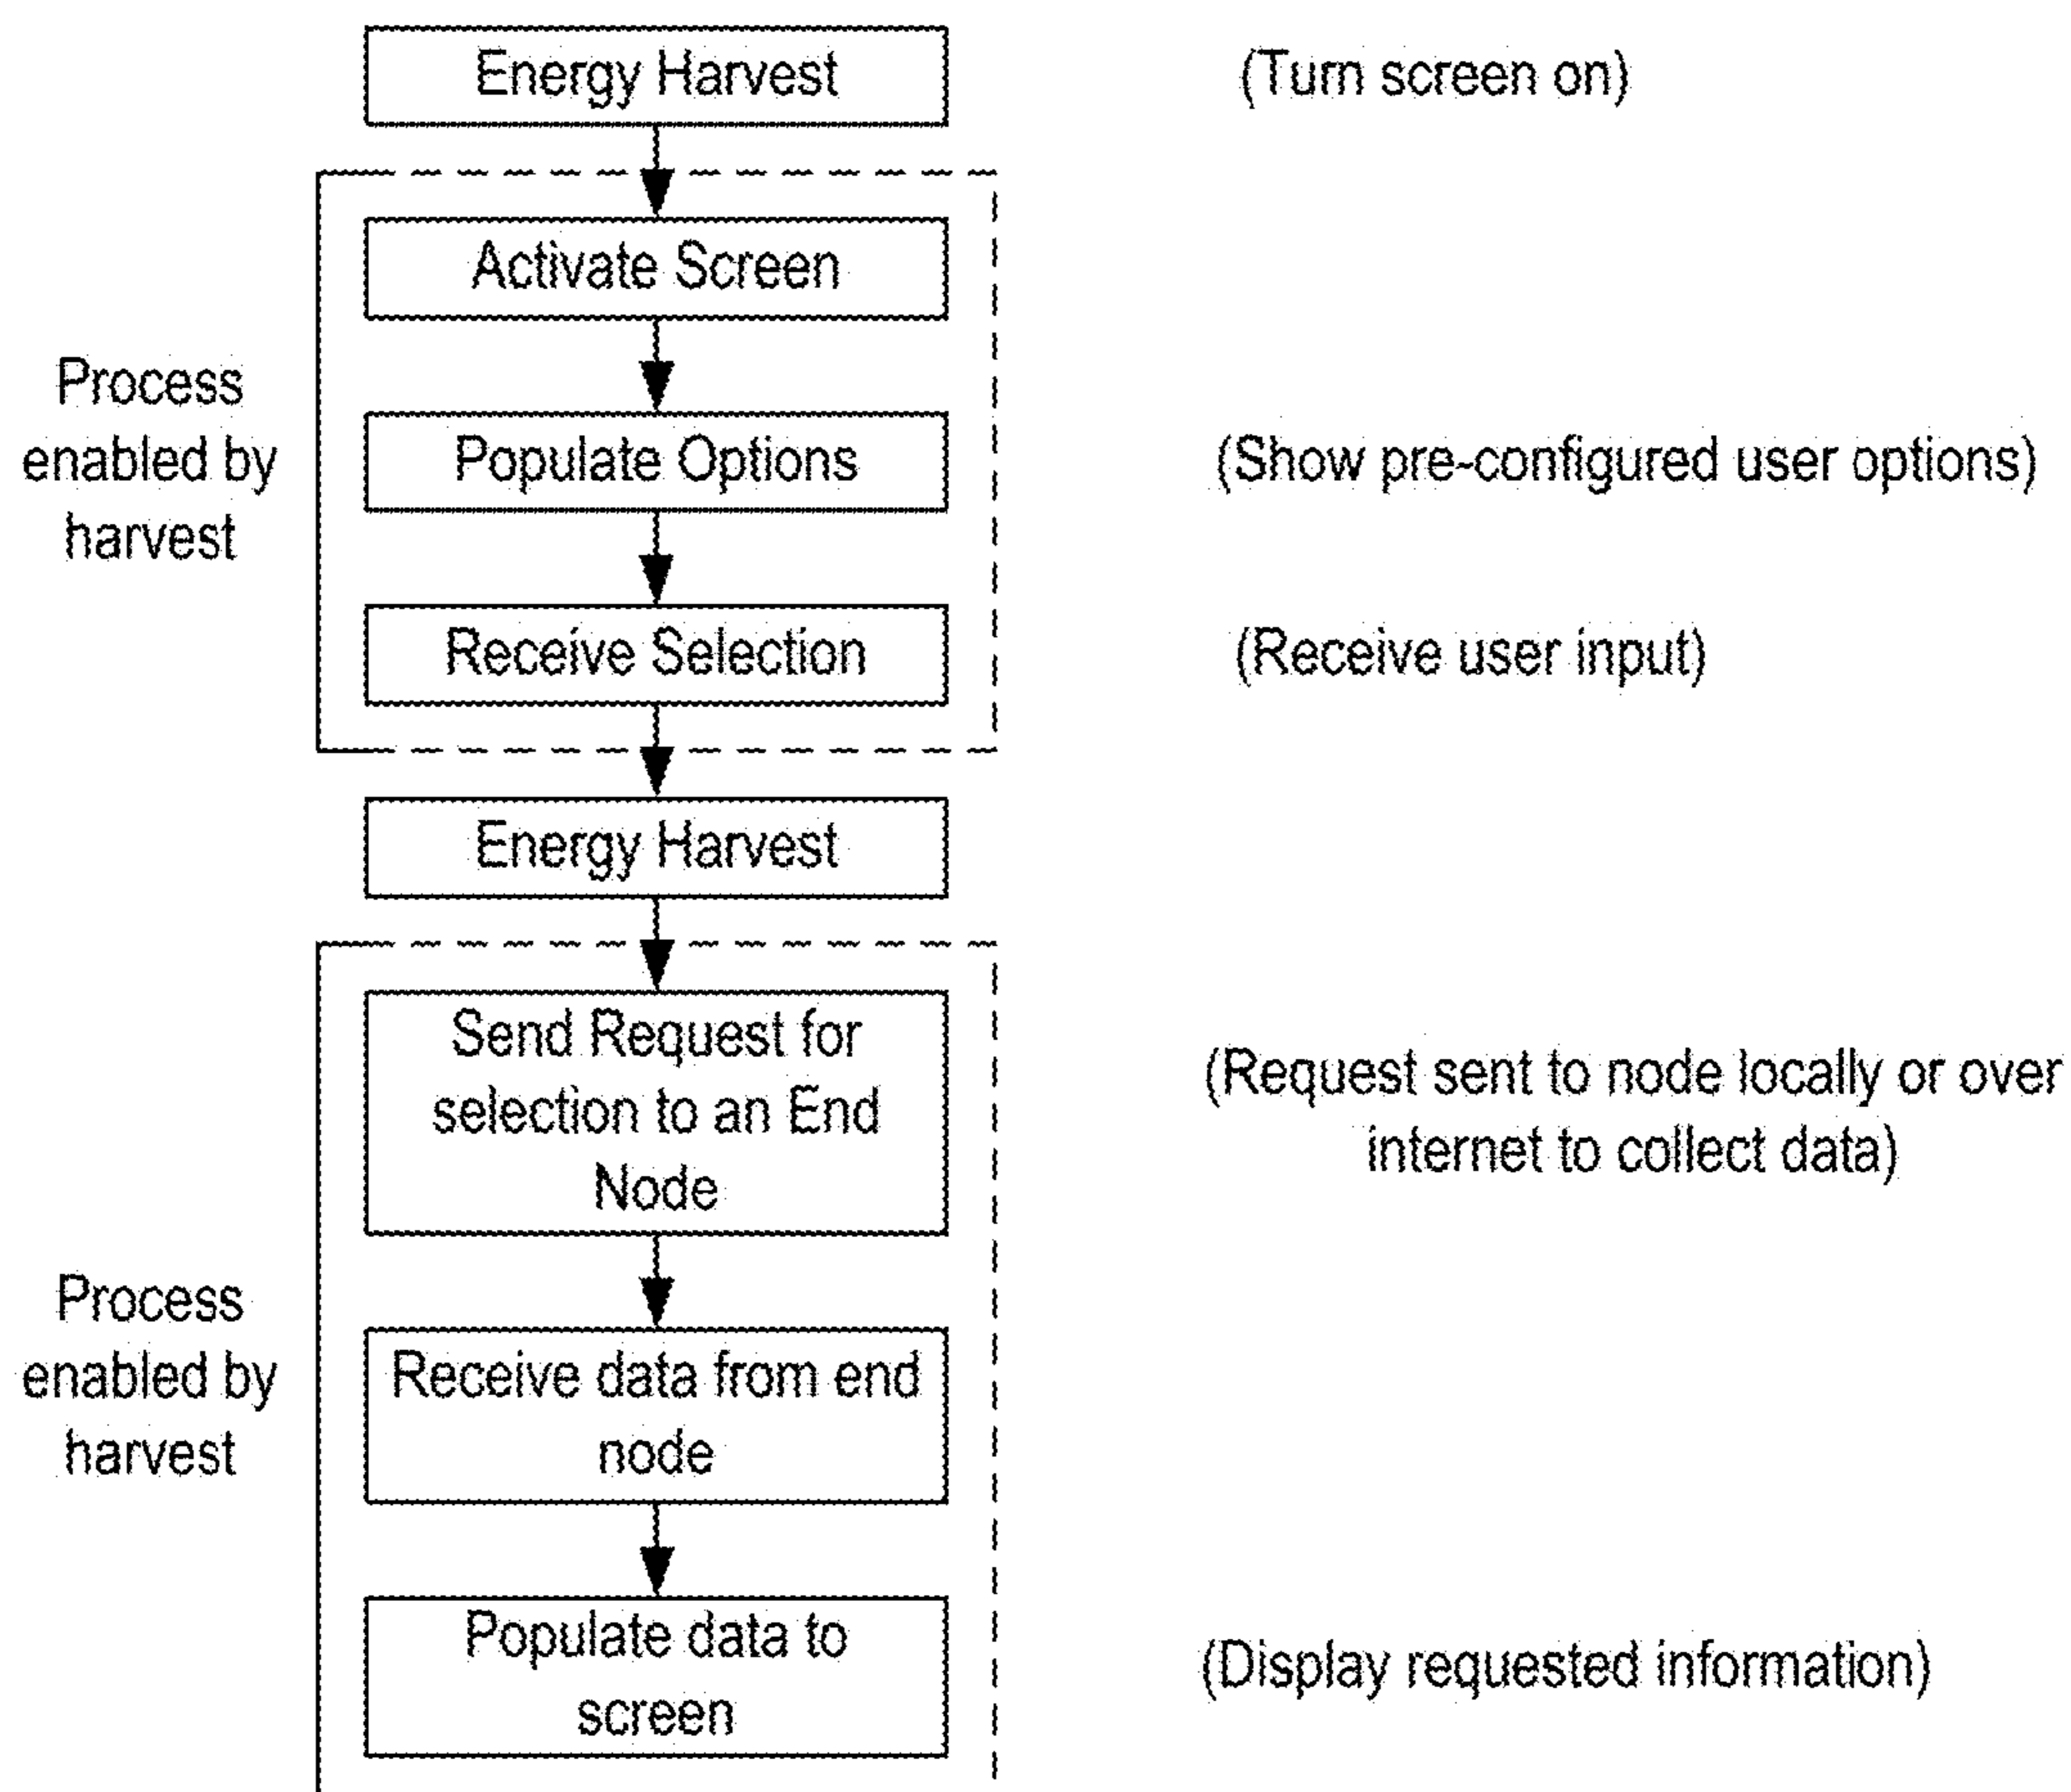 Energy Harvest
(Turn screen on)
Activate Screen
Process
enabled by
harvest
Populate Options
(Show pre-configured user options)
Receive Selection
(Receive user input)
Energy Harvest
Send Request for
selection to an End
Node
(Request sent to node locally or over
internet to collect data)
Process
enabled by
harvest
Receive data from end
node
Populate data to
screen
(Display requested information)